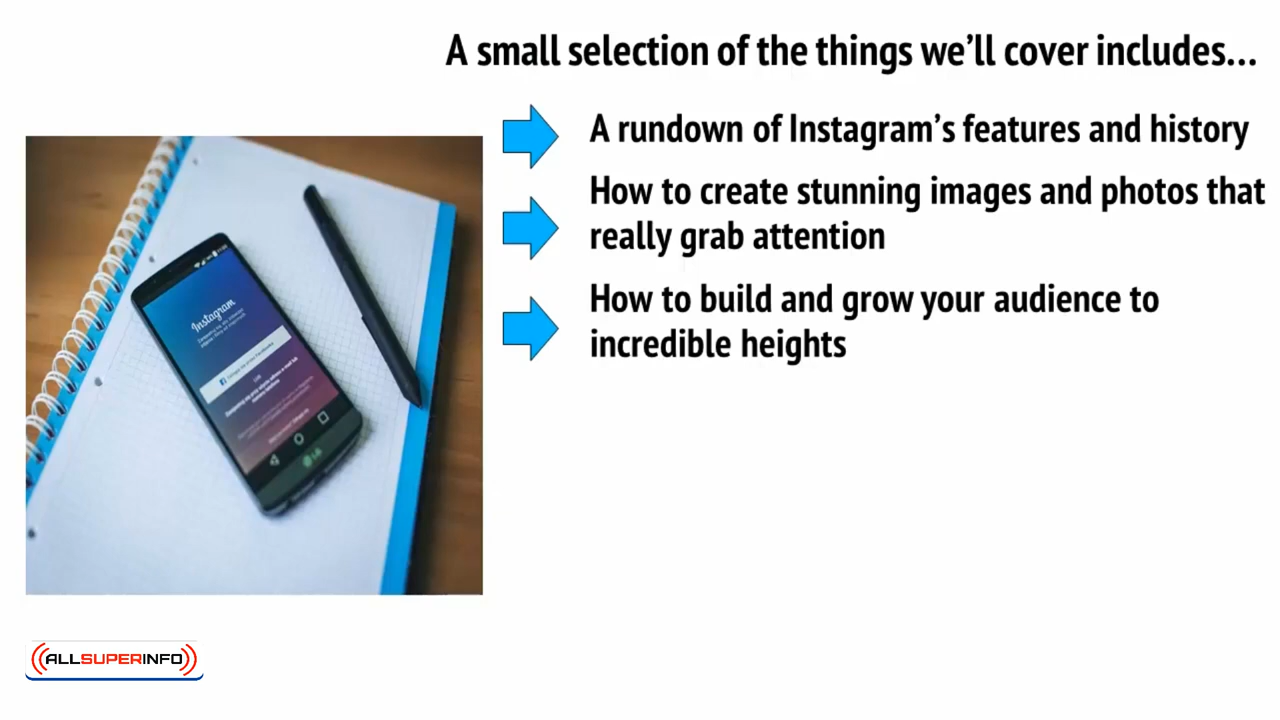 A small selection of the things we'll cover includes...
A rundown of Instagram's features and history
How to create stunning images and photos that
really grab attention
How to build and grow your audience to
incredible heights
Instagram
LG
ALLSUPERINFO